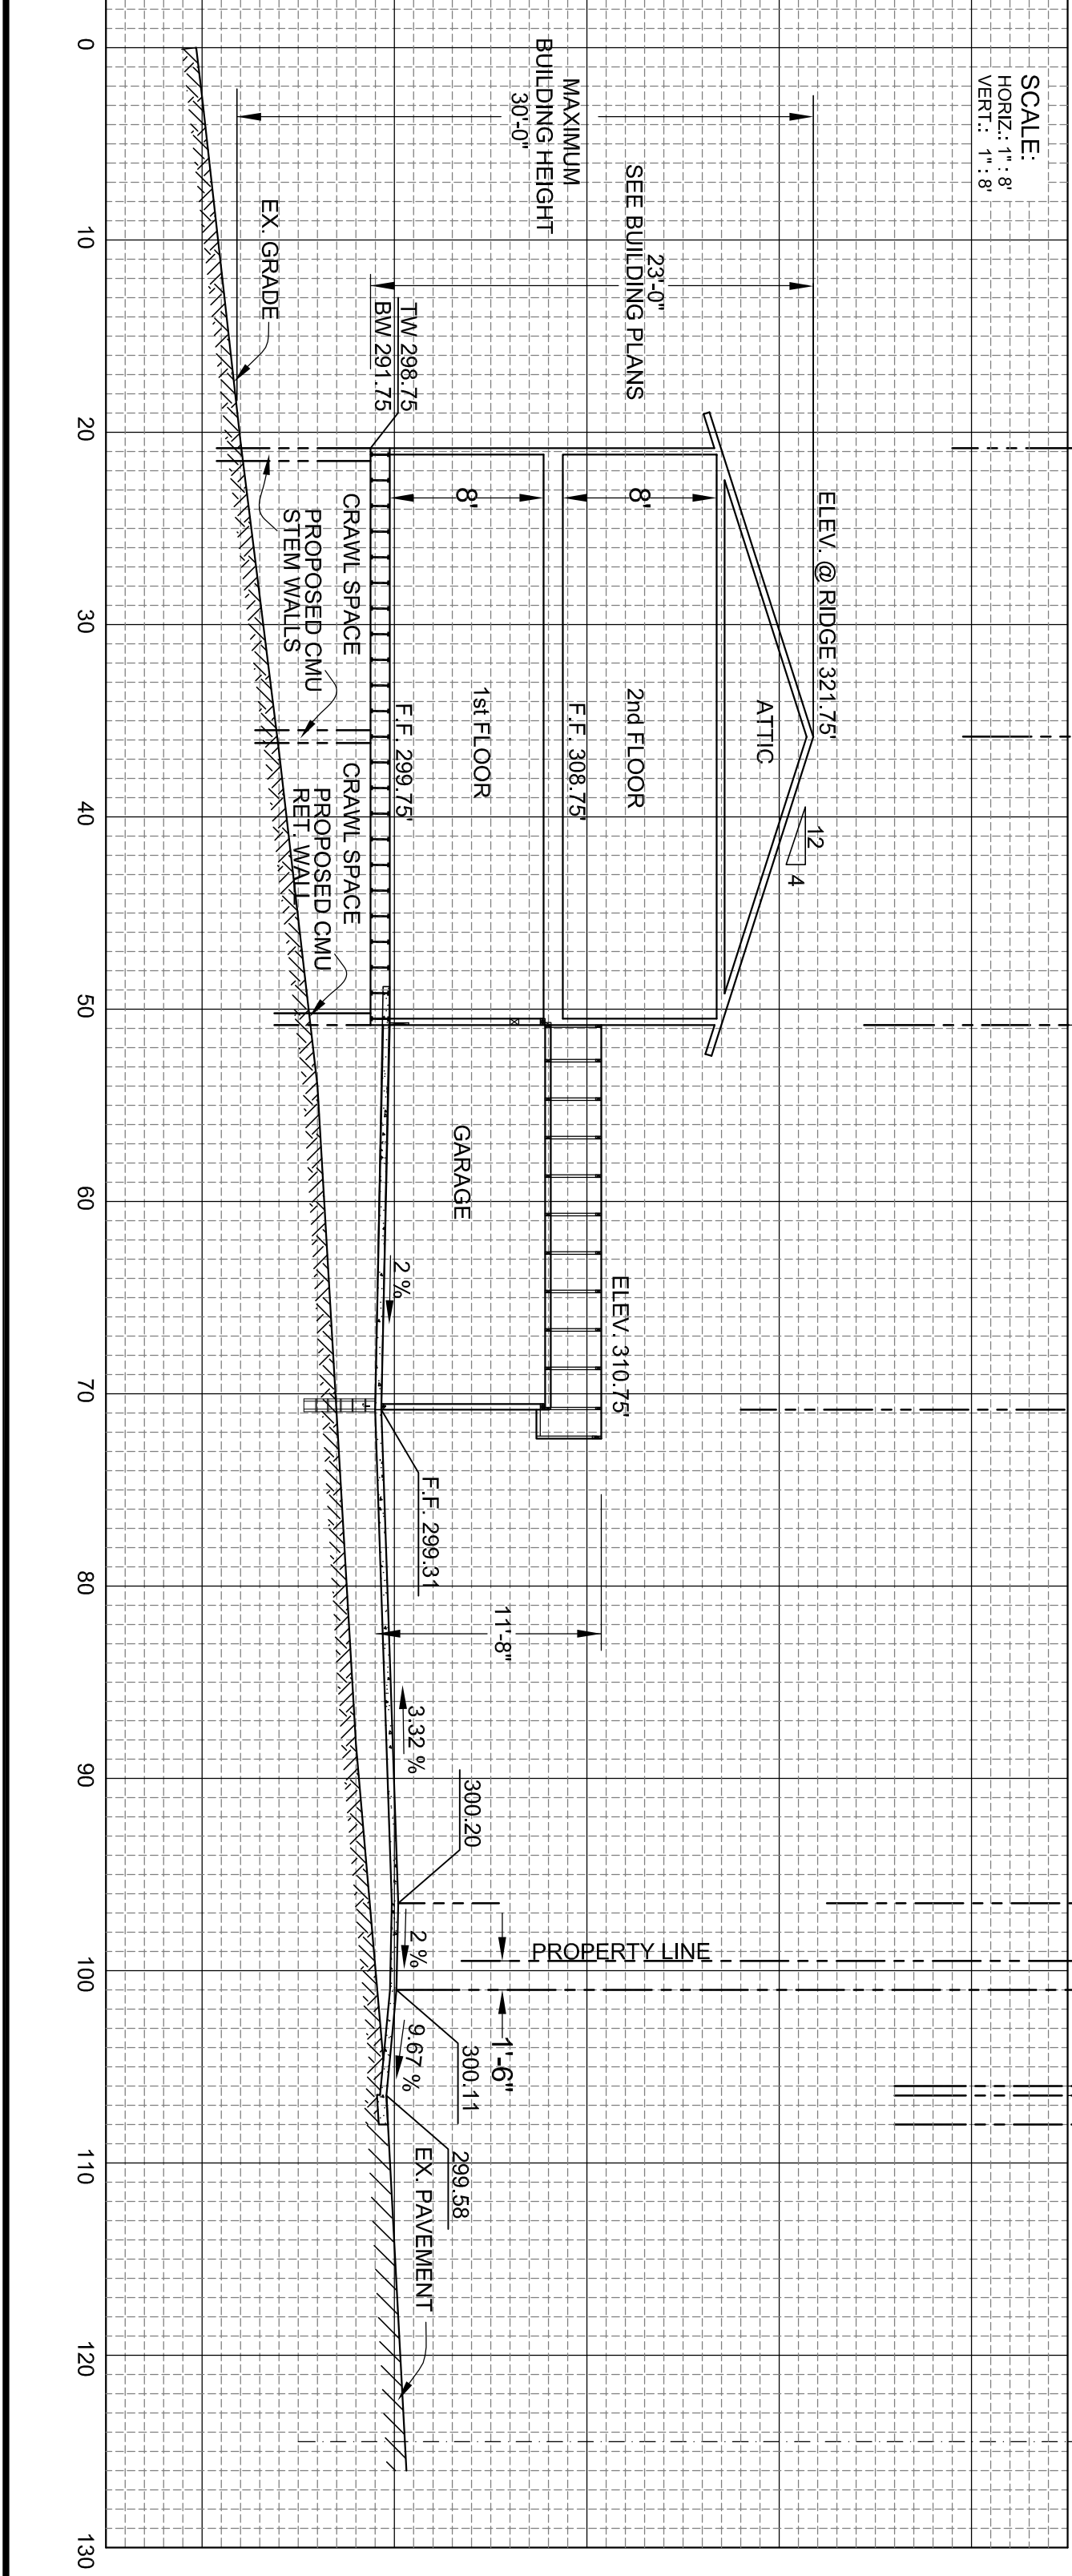 SCALE:
HORIZ.: 1" : 8'
VERT.: 1" : 8'
MAXIMUM
BUILDING HEIGHT
30'-0"
23'-0"
SEE BUILDING PLANS
ELEV. @ RIDGE 321.75'
ATTIC
12
4
2nd FLOOR
F.F. 308.75'
8'
1st FLOOR
F.F. 299.75'
8'
TW 298.75
BW 291.75
EX. GRADE
CRAWL SPACE
PROPOSED CMU
STEM WALLS
CRAWL SPACE
PROPOSED CMU
RET. WALL
GARAGE
2 %
ELEV. 310.75'
F.F. 299.31
11'-8"
3.32 %
300.20
2 %
PROPERTY LINE
1'-6"
300.11
9.67 %
299.58
EX. PAVEMENT
0
10
20
30
40
50
60
70
80
90
100
110
120
130